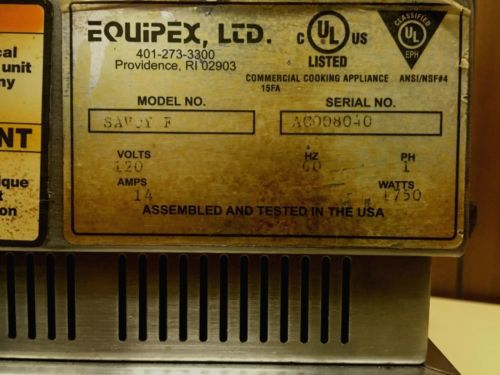 EQUIPEX, LTD.
401-273-3300
Providence, RI 02903
C UL US
LISTED
CLASSIFIED
UL
EPH
COMMERCIAL COOKING APPLIANCE ANSI/NSF#4
15FA
MODEL NO. SERIAL NO.
SAVOY F AC008040
VOLTS HZ PH
120 60 1
AMPS WATTS
14 1750
ASSEMBLED AND TESTED IN THE USA
cal
unit
ny
NT
ique
t
on